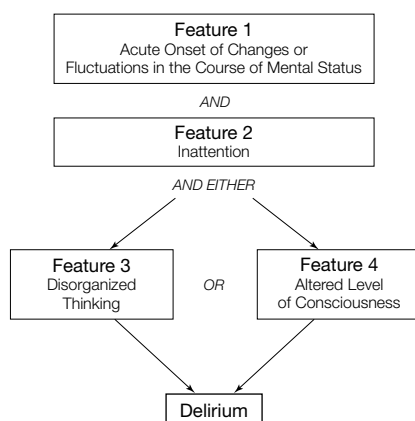 Feature 1
Acute Onset of Changes or
Fluctuations in the Course of Mental Status
AND
Feature 2
Inattention
AND EITHER
Feature 3
Disorganized
Thinking
OR
Feature 4
Altered Level
of Consciousness
Delirium